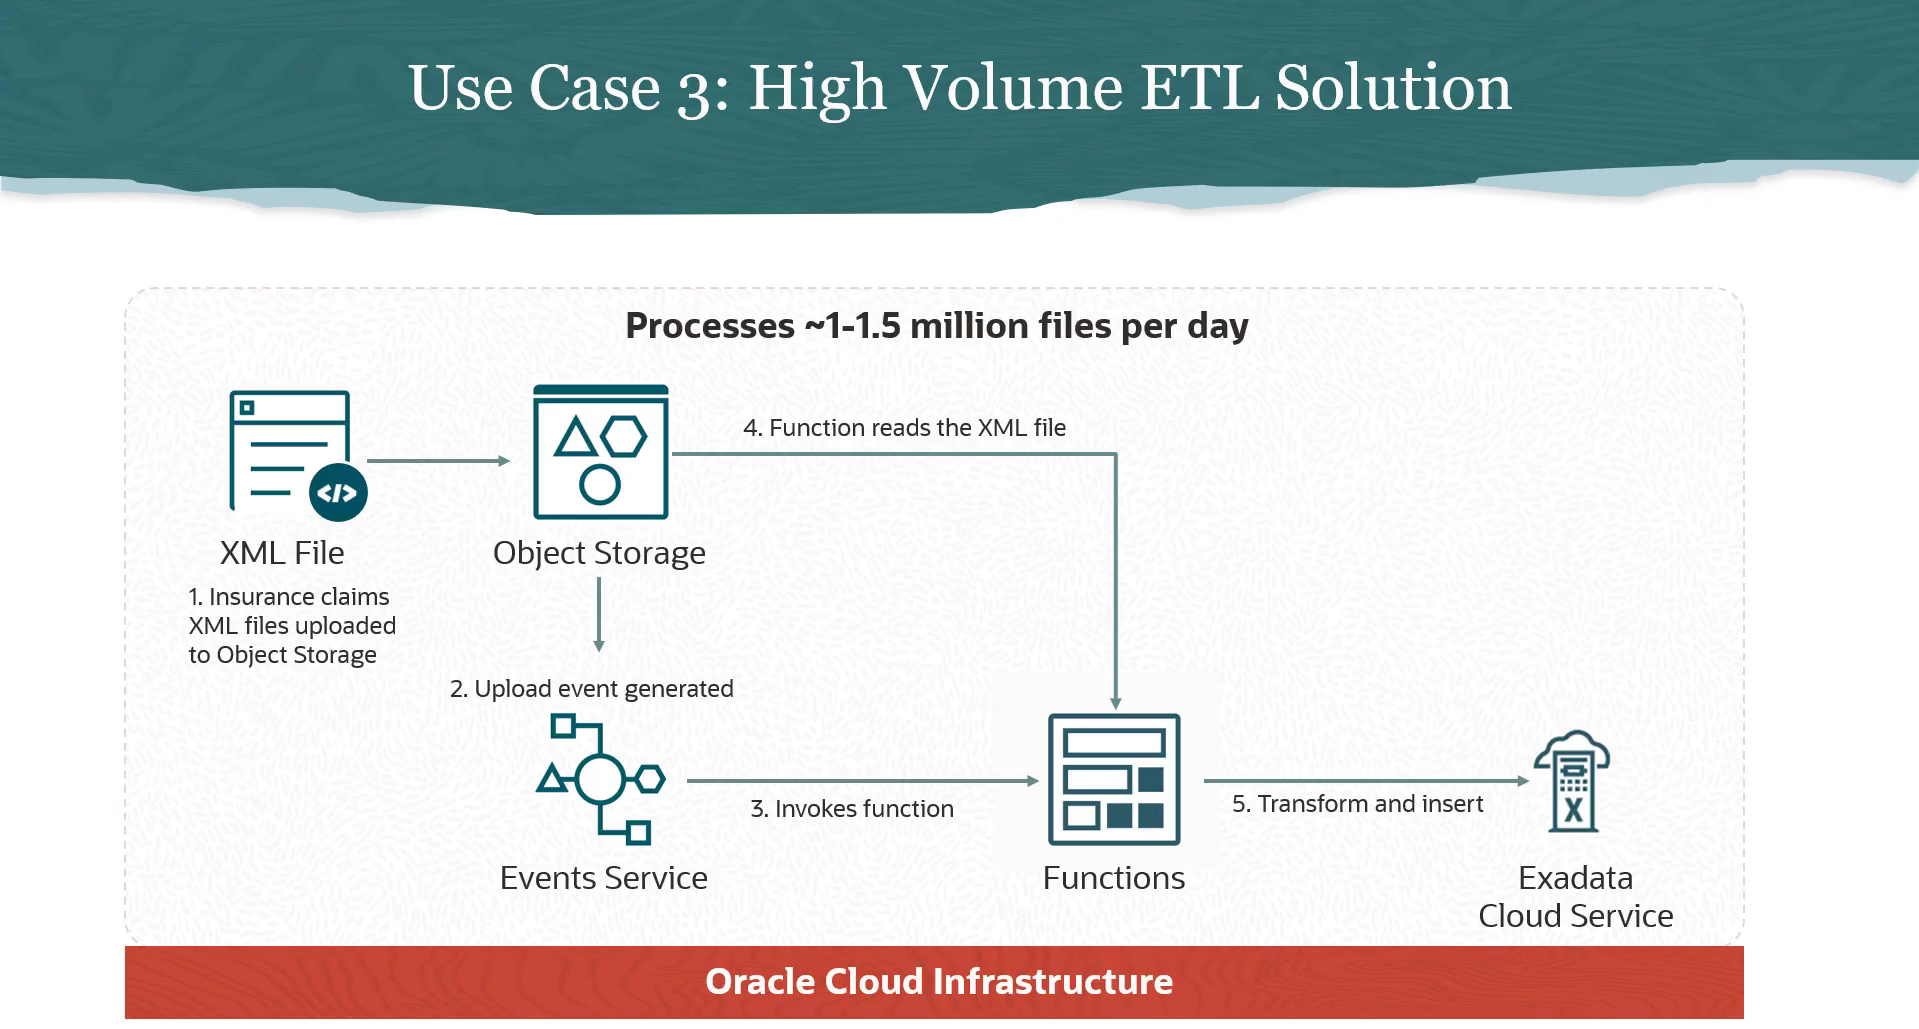 Use Case 3: High Volume ETL Solution
Processes ~1-1.5 million files per day
4. Function reads the XML file
</>
XML File
Object Storage
1. Insurance claims
XML files uploaded
to Object Storage
2. Upload event generated
3. Invokes function
5. Transform and insert
X
Events Service
Functions
Exadata
Cloud Service
Oracle Cloud Infrastructure